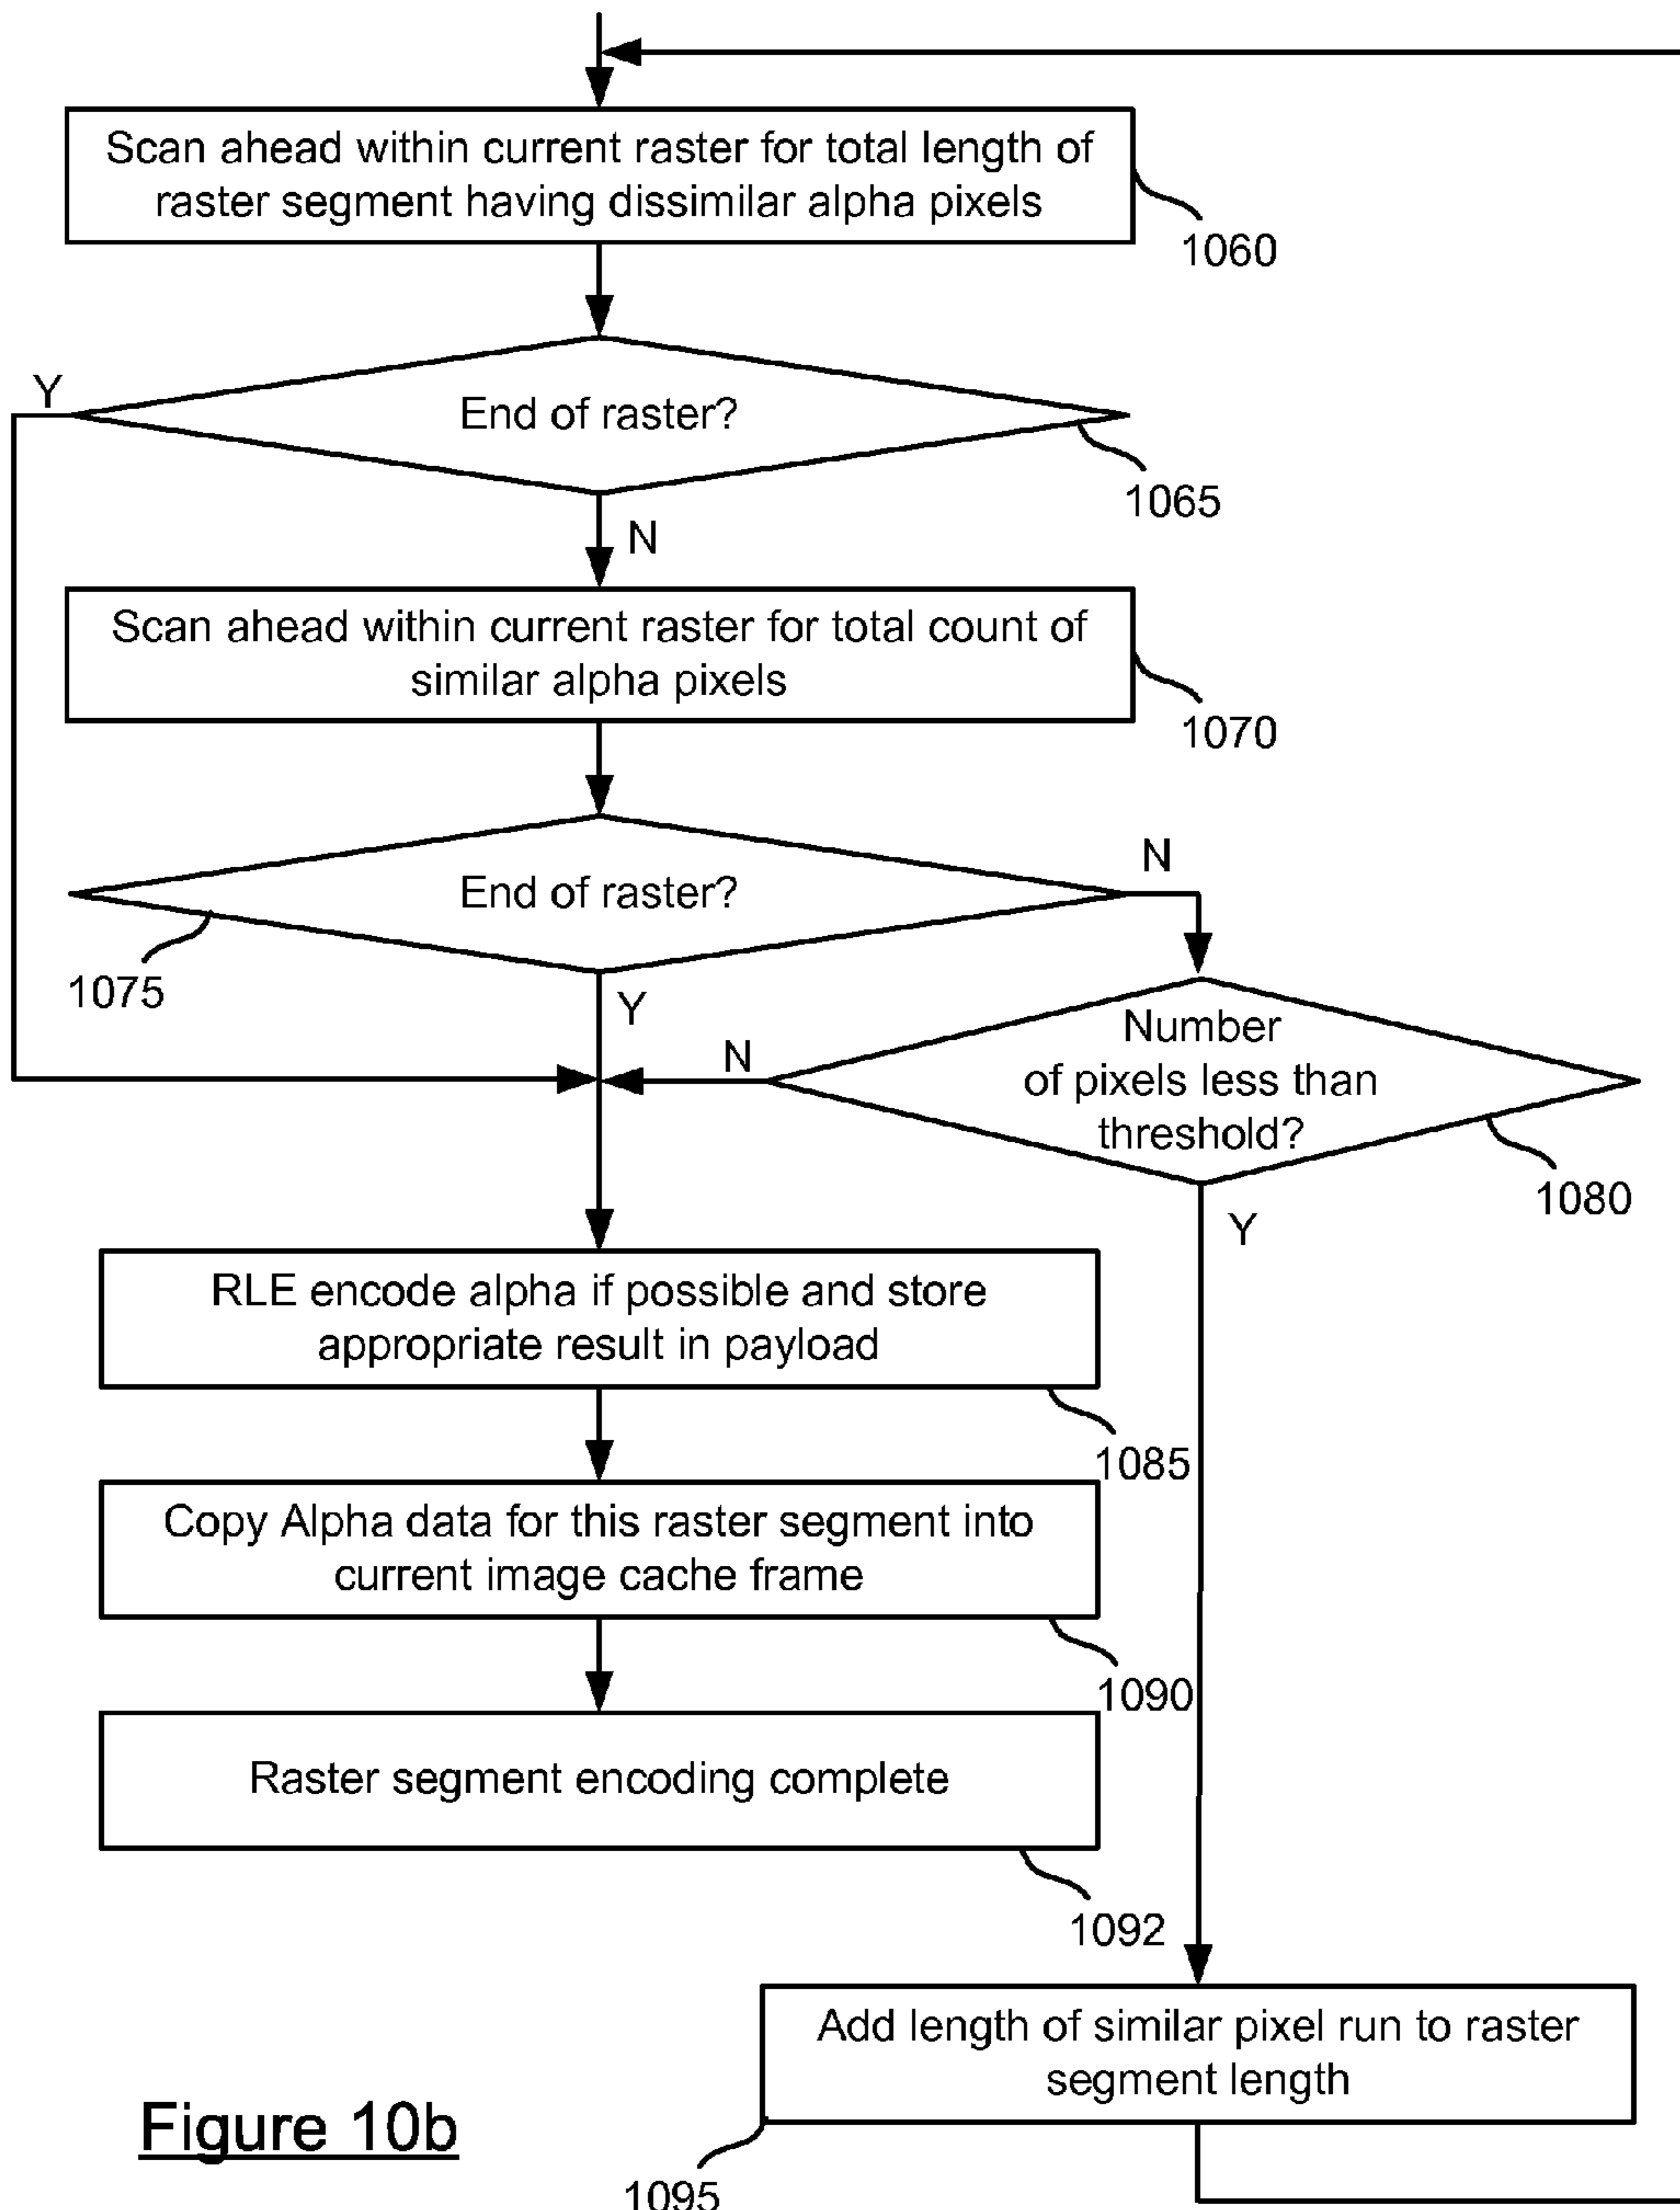 Scan ahead within current raster for total length of
raster segment having dissimilar alpha pixels
1060
Y
End of raster?
1065
N
Scan ahead within current raster for total count of
similar alpha pixels
1070
N
End of raster?
1075
Y
N
Number
of pixels less than
threshold?
1080
Y
RLE encode alpha if possible and store
appropriate result in payload
1085
Copy Alpha data for this raster segment into
current image cache frame
1090
Raster segment encoding complete
1092
Add length of similar pixel run to raster
segment length
1095
Figure 10b